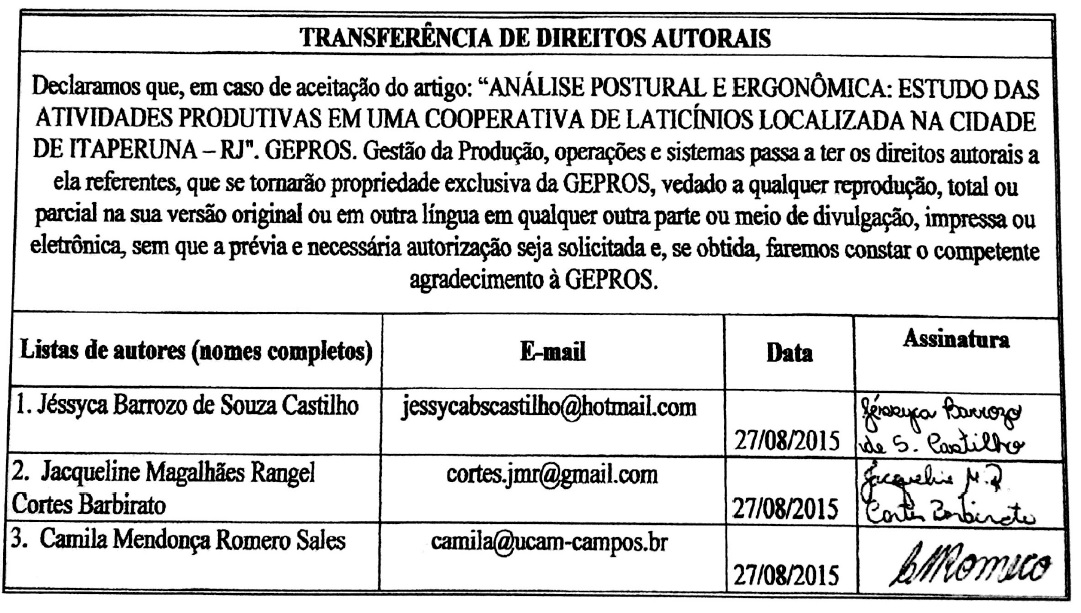 TRANSFERÊNCIA DE DIREITOS AUTORAIS
Declaramos que, em caso de aceitação do artigo: “ANÁLISE POSTURAL E ERGONÔMICA: ESTUDO DAS
ATIVIDADES PRODUTIVAS EM UMA COOPERATIVA DE LATICÍNIOS LOCALIZADA NA CIDADE
DE ITAPERUNA – RJ". GEPROS. Gestão da Produção, operações e sistemas passa a ter os direitos autorais a
ela referentes, que se tornarão propriedade exclusiva da GEPROS, vedado a qualquer reprodução, total ou
parcial na sua versão original ou em outra língua em qualquer outra parte ou meio de divulgação, impressa ou
eletrônica, sem que a prévia e necessária autorização seja solicitada e, se obtida, faremos constar o competente
agradecimento à GEPROS.
Listas de autores (nomes completos) E-mail Data Assinatura
1. Jéssyca Barrozo de Souza Castilho jessycabscastilho@hotmail.com Jéssyca Barrozo
27/08/2015 de S. Castilho
2. Jacqueline Magalhães Rangel cortes.jmr@gmail.com Jacqueline M. R.
Cortes Barbirato 27/08/2015 Cortes Barbirato
3. Camila Mendonça Romero Sales camila@ucam-campos.br
27/08/2015 CMRomero